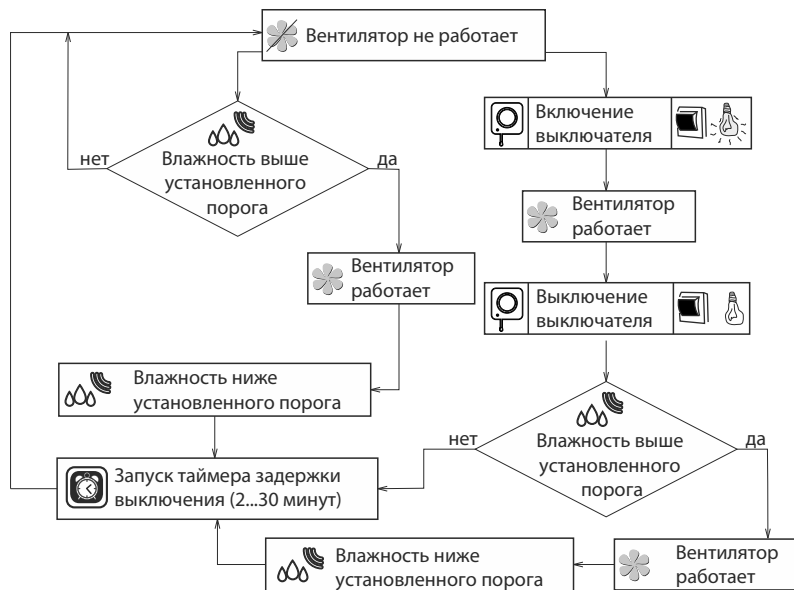 Вентилятор не работает
Влажность выше
установленного
порога
нет
да
Вентилятор
работает
Влажность ниже
установленного порога
Запуск таймера задержки
выключения (2...30 минут)
Включение
выключателя
Вентилятор
работает
Выключение
выключателя
Влажность выше
установленного
порога
нет
да
Вентилятор
работает
Влажность ниже
установленного порога